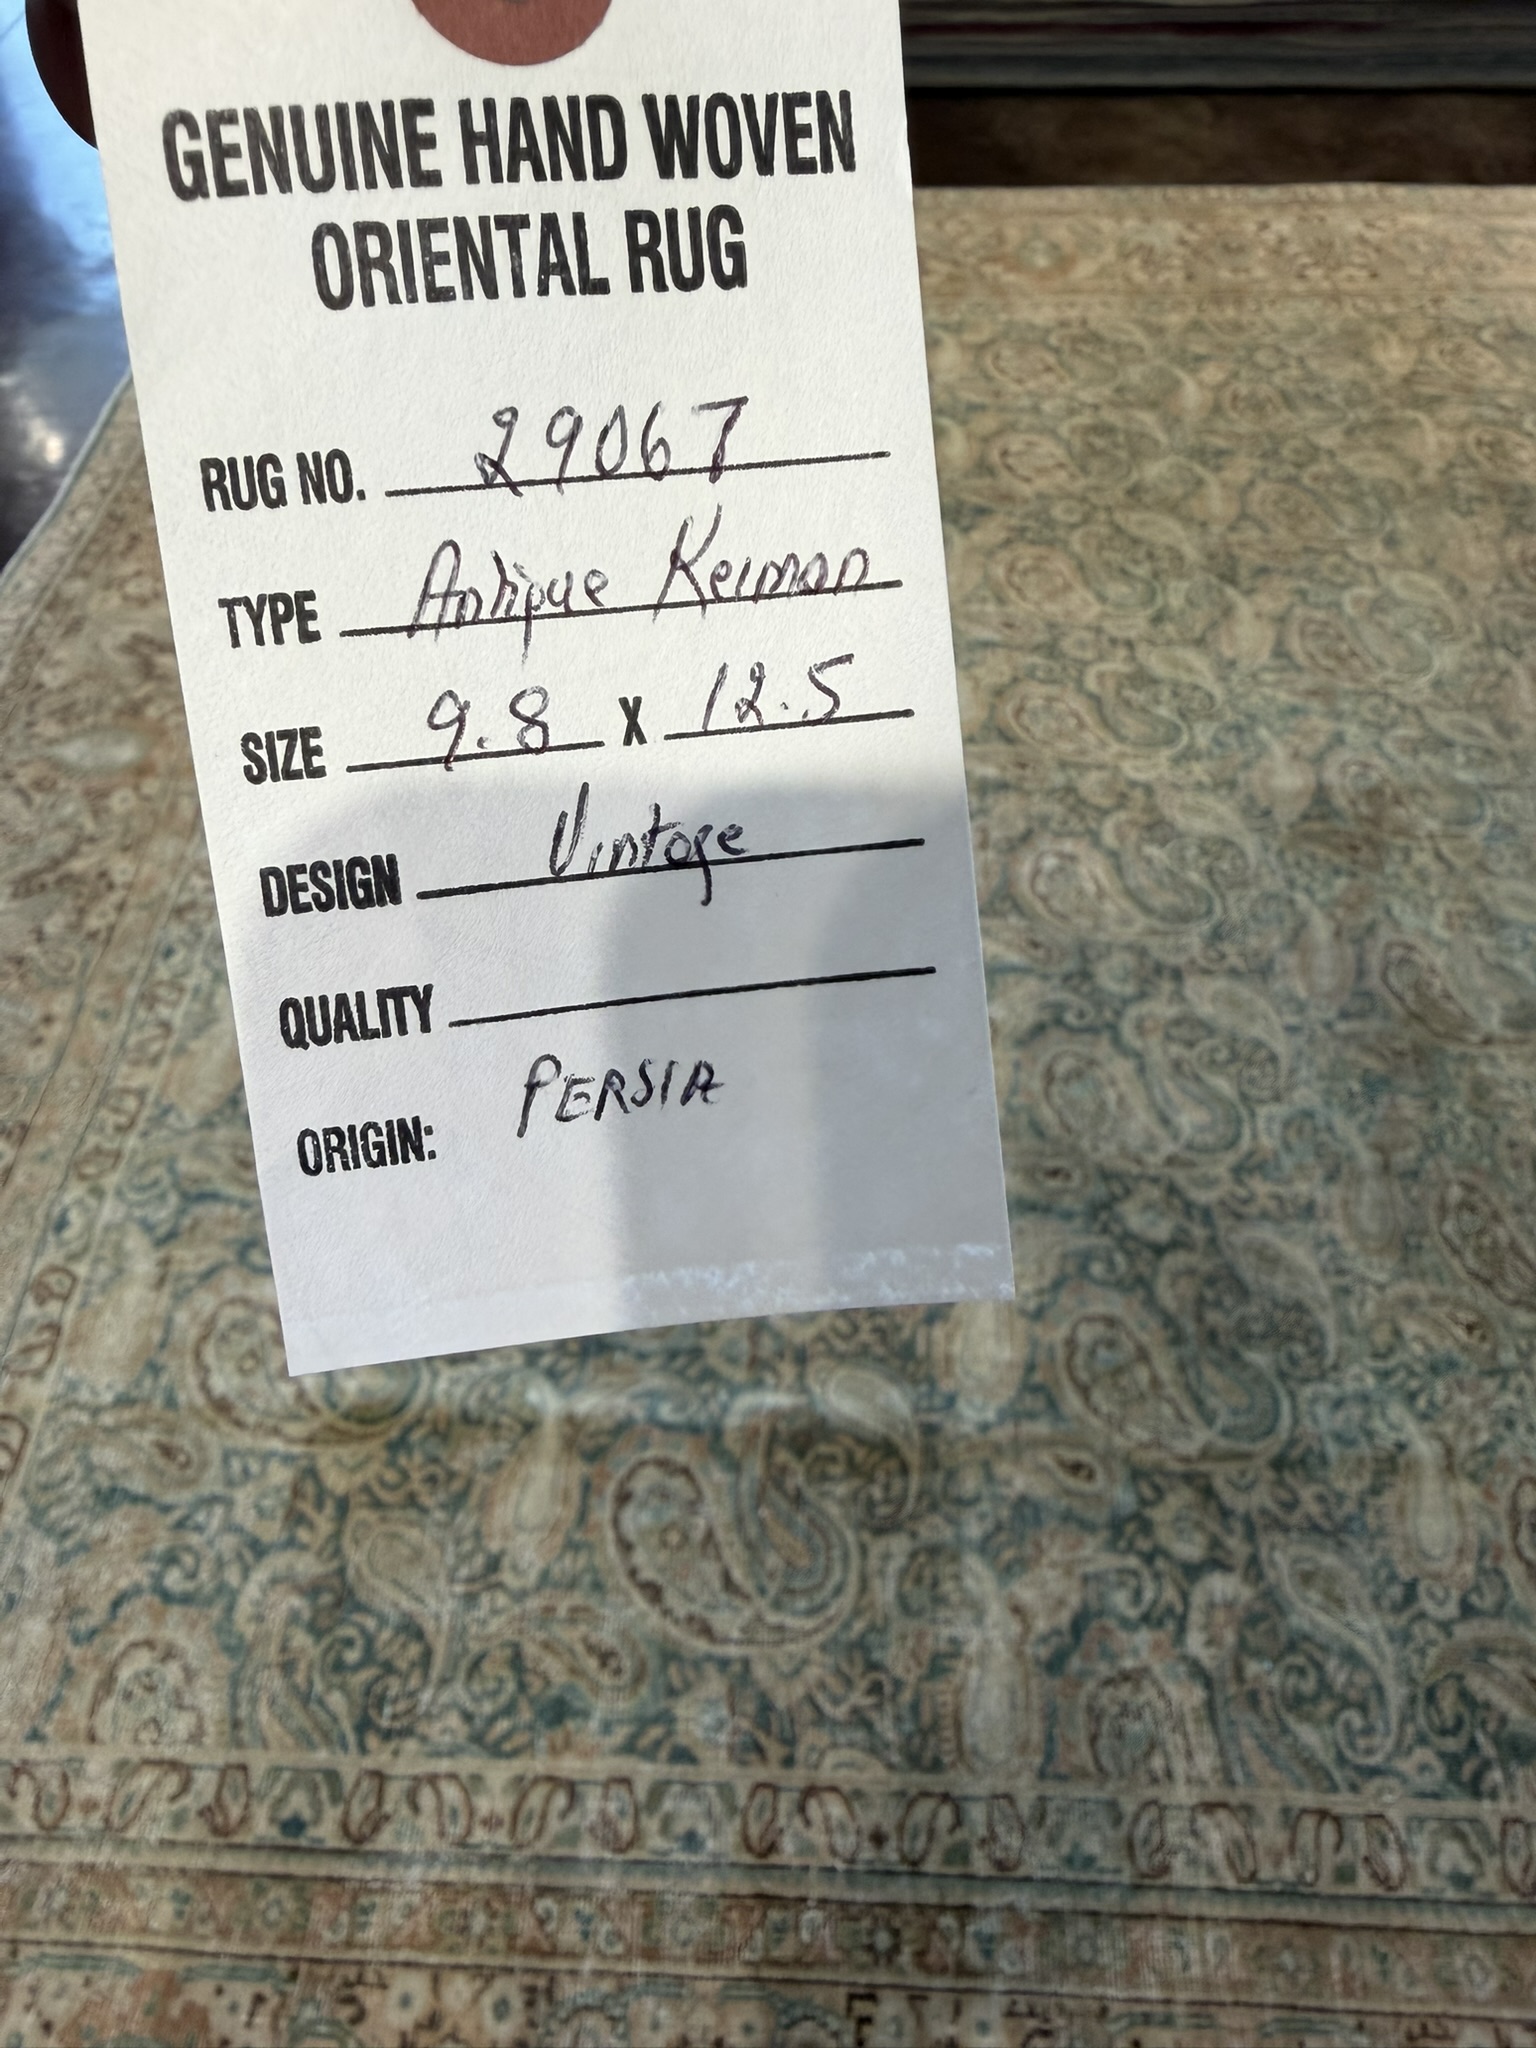 GENUINE HAND WOVEN
ORIENTAL RUG
RUG NO. 29067
TYPE Antique Kerman
SIZE 9.8 X 12.5
DESIGN Vintage
QUALITY
ORIGIN: PERSIA